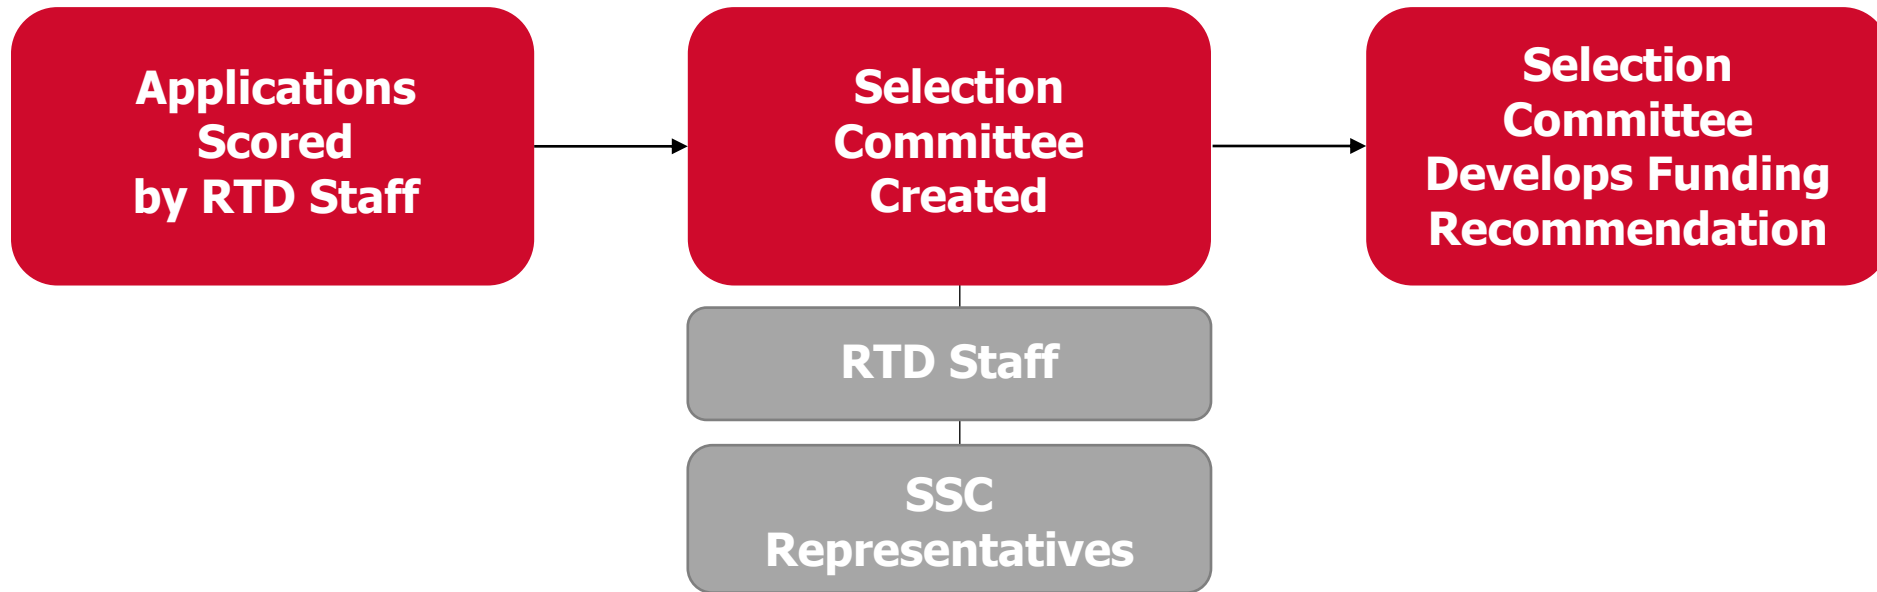 Applications
Scored
by RTD Staff
Selection
Committee
Created
Selection
Committee
Develops Funding
Recommendation
RTD Staff
SSC
Representatives